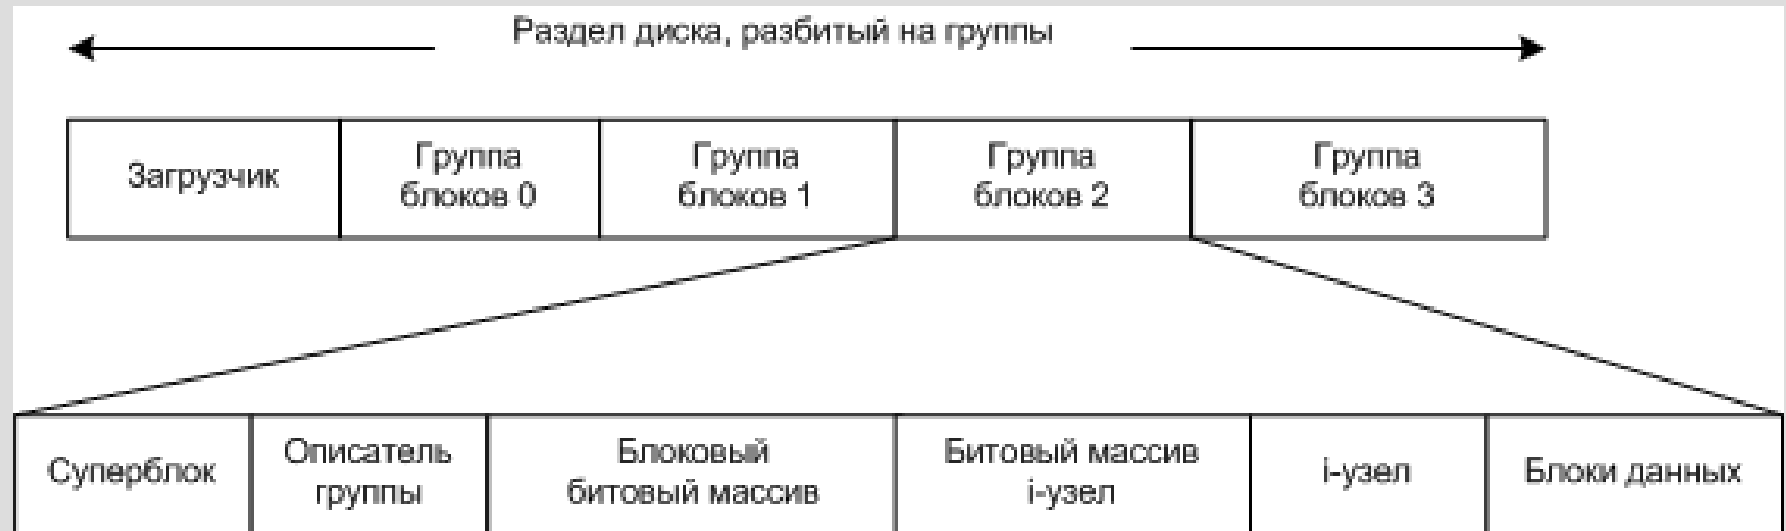 Раздел диска, разбитый на группы
Загрузчик
Группа
блоков 0
Группа
блоков 1
Группа
блоков 2
Группа
блоков 3
Суперблок
Описатель
группы
Блоковый
битовый массив
Битовый массив
i-узел
i-узел
Блоки данных